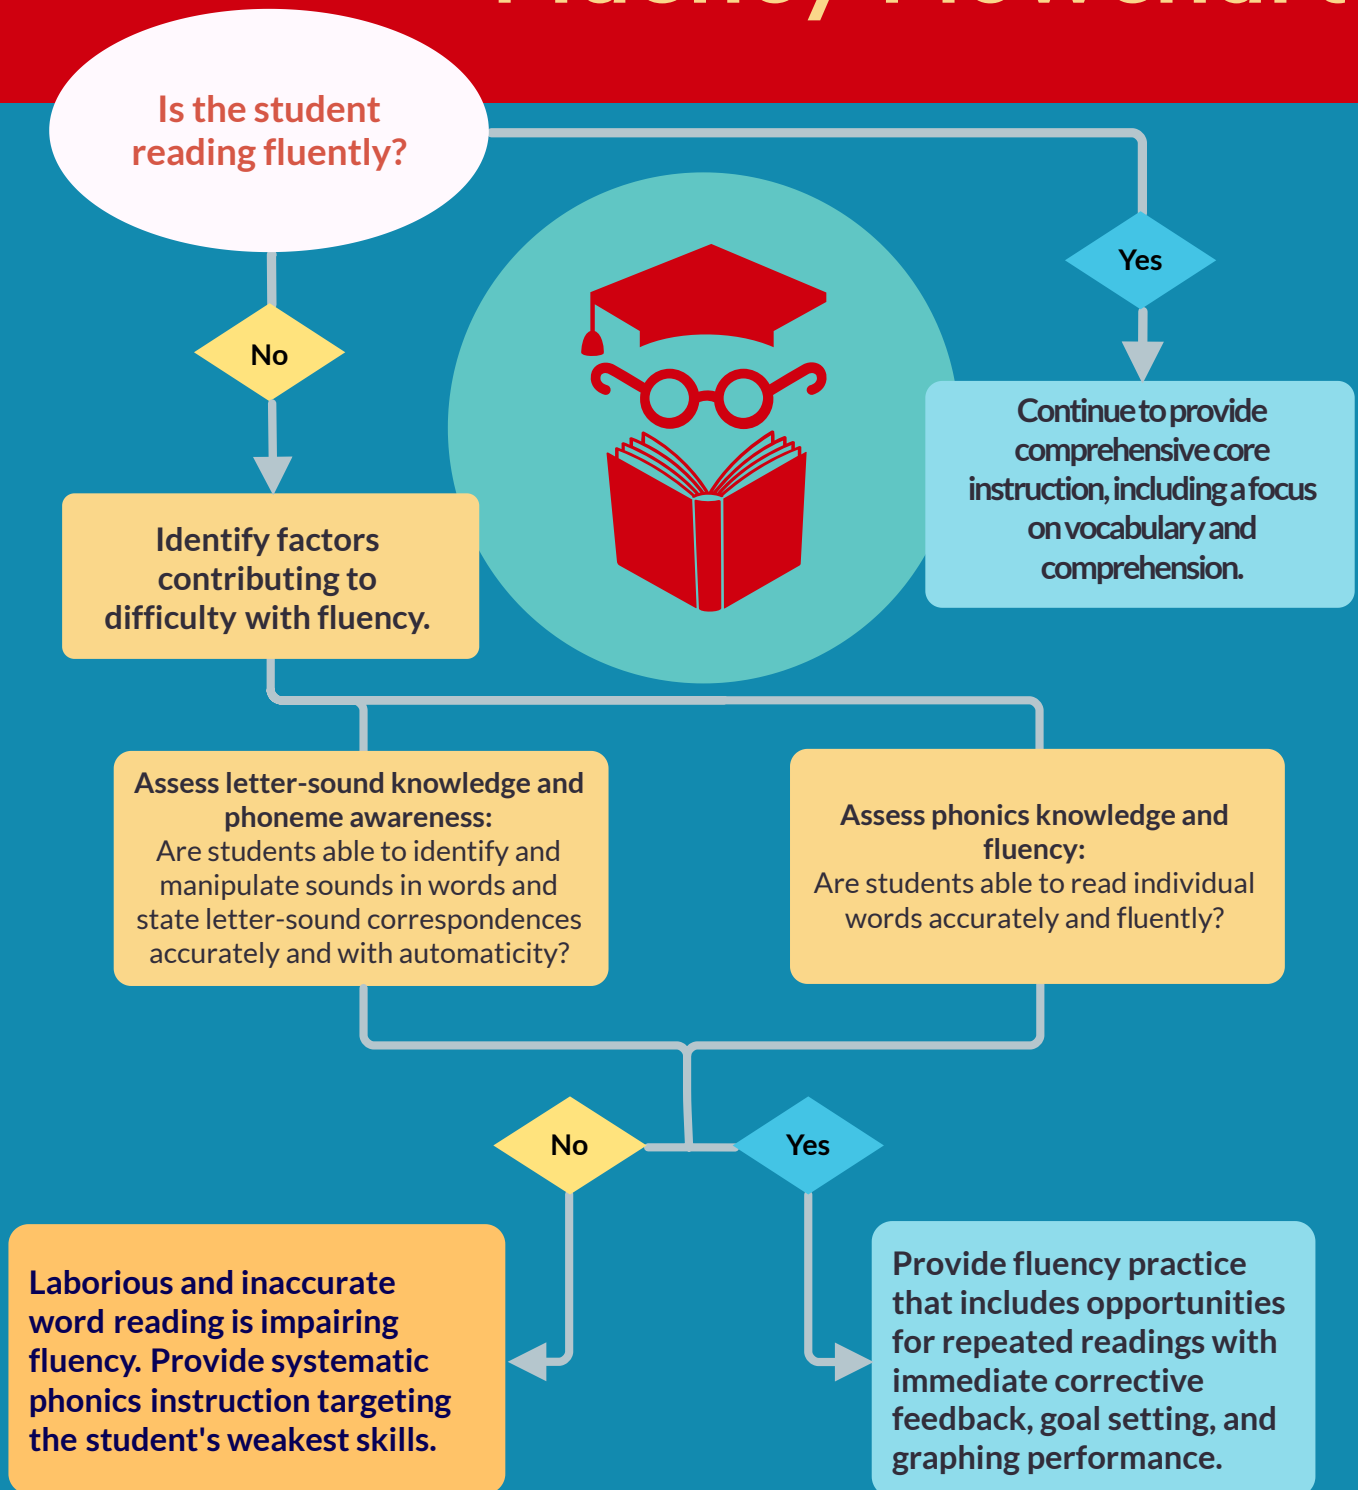 Fluency Flowchart
Is the student
reading fluently?
Yes
No
Continue to provide
comprehensive core
instruction, including a focus
on vocabulary and
comprehension.
Identify factors
contributing to
difficulty with fluency.
Assess letter-sound knowledge and
phoneme awareness:
Are students able to identify and
manipulate sounds in words and
state letter-sound correspondences
accurately and with automaticity?
Assess phonics knowledge and
fluency:
Are students able to read individual
words accurately and fluently?
No
Yes
Laborious and inaccurate
word reading is impairing
fluency. Provide systematic
phonics instruction targeting
the student's weakest skills.
Provide fluency practice
that includes opportunities
for repeated readings with
immediate corrective
feedback, goal setting, and
graphing performance.